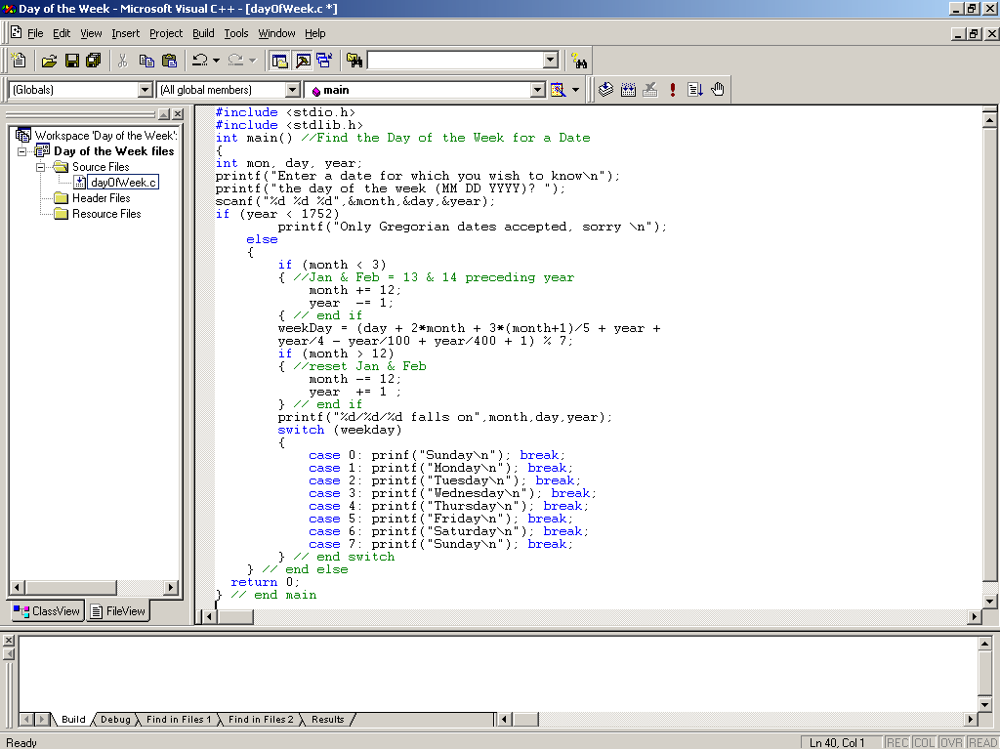 Day of the Week - Microsoft Visual C++ - [dayOfWeek.c *]
File Edit View Insert Project Build Tools Window Help
(Globals) (All global members) main
Workspace 'Day of the Week':
Day of the Week files
Source Files
dayOfWeek.c
Header Files
Resource Files
ClassView FileView
#include <stdio.h>
#include <stdlib.h>
int main() //Find the Day of the Week for a Date
{
int mon, day, year;
printf("Enter a date for which you wish to know\n");
printf("the day of the week (MM DD YYYY)? ");
scanf("%d %d %d",&month,&day,&year);
if (year < 1752)
printf("Only Gregorian dates accepted, sorry \n");
else
{
if (month < 3)
{ //Jan & Feb = 13 & 14 preceding year
month += 12;
year -= 1;
{ // end if
weekDay = (day + 2*month + 3*(month+1)/5 + year +
year/4 - year/100 + year/400 + 1) % 7;
if (month > 12)
{ //reset Jan & Feb
month -= 12;
year += 1 ;
} // end if
printf("%d/%d/%d falls on",month,day,year);
switch (weekday)
{
case 0: prinf("Sunday\n"); break;
case 1: printf("Monday\n"); break;
case 2: printf("Tuesday\n"); break;
case 3: printf("Wednesday\n"); break;
case 4: printf("Thursday\n"); break;
case 5: printf("Friday\n"); break;
case 6: printf("Saturday\n"); break;
case 7: printf("Sunday\n"); break;
} // end switch
} // end else
return 0;
} // end main
Build Debug Find in Files 1 Find in Files 2 Results
Ready Ln 40, Col 1 REC COL OVR READ